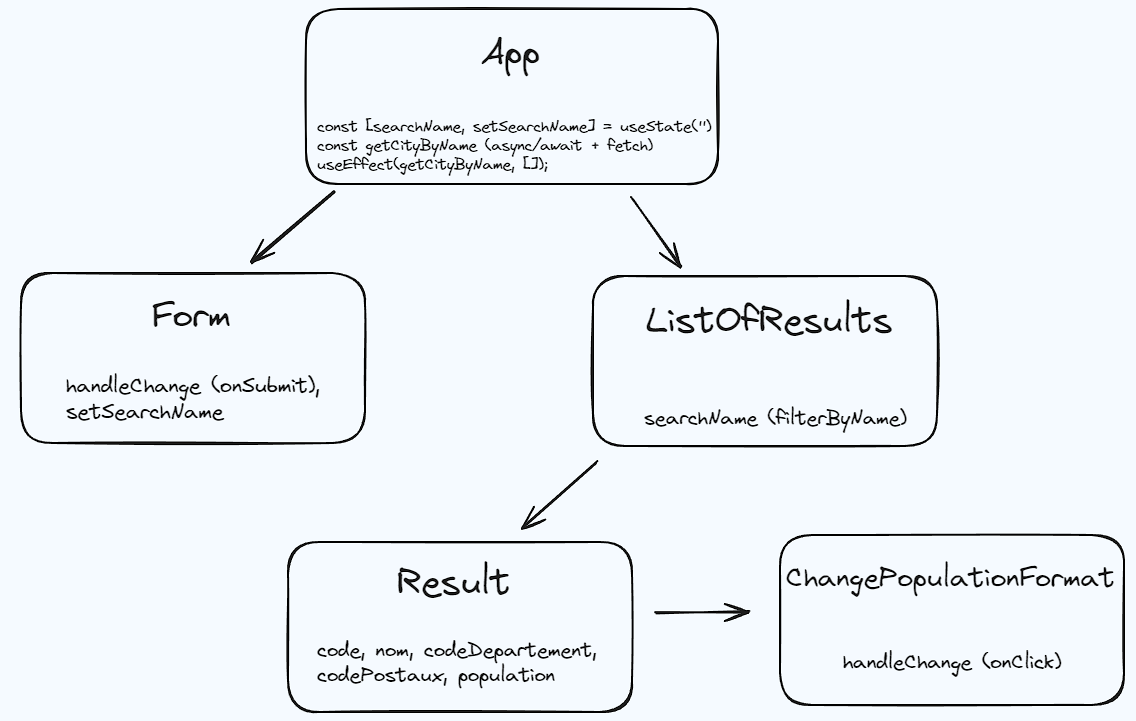 App
const [searchName, setSearchName] = useState('')
const getCityByName (async/await + fetch)
useEffect(getCityByName, []);
Form
handleChange (onSubmit),
setSearchName
ListOfResults
searchName (filterByName)
Result
code, nom, codeDepartement,
codePostaux, population
ChangePopulationFormat
handleChange (onClick)